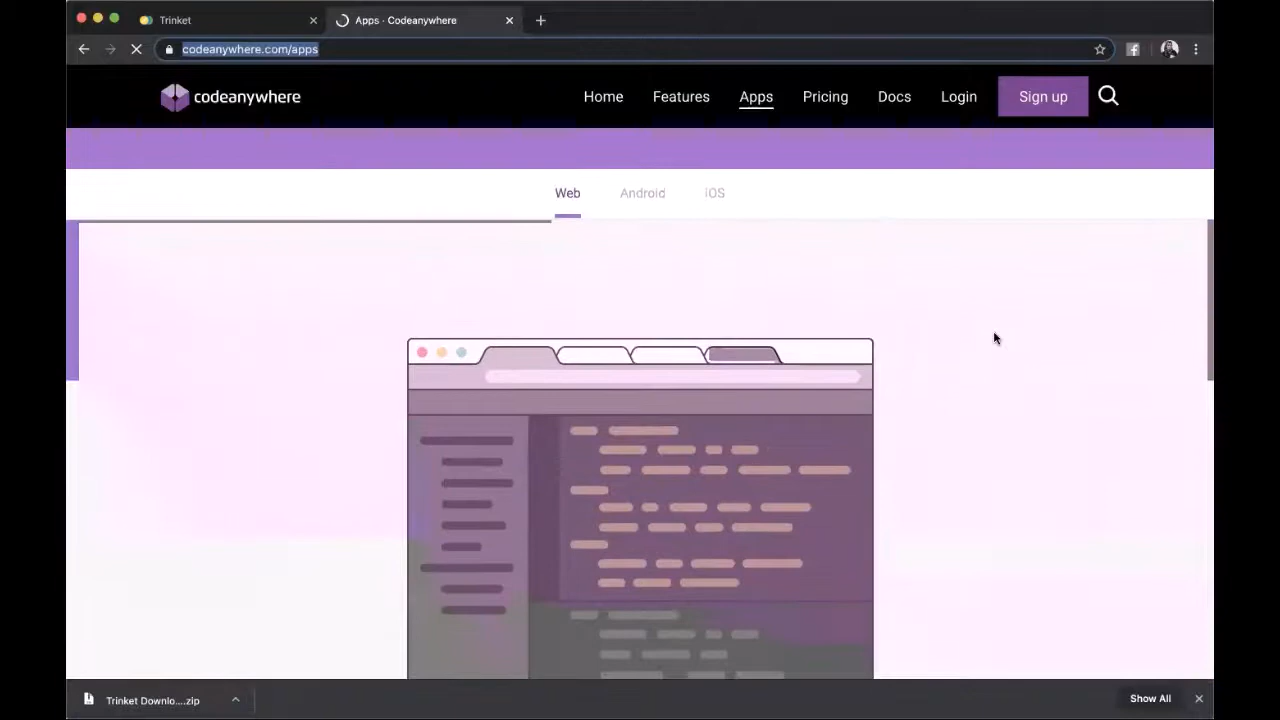 Trinket
Apps · Codeanywhere
codeanywhere.com/apps
codeanywhere
Home
Features
Apps
Pricing
Docs
Login
Sign up
Web
Android
iOS
Trinket Downlo....zip
Show All